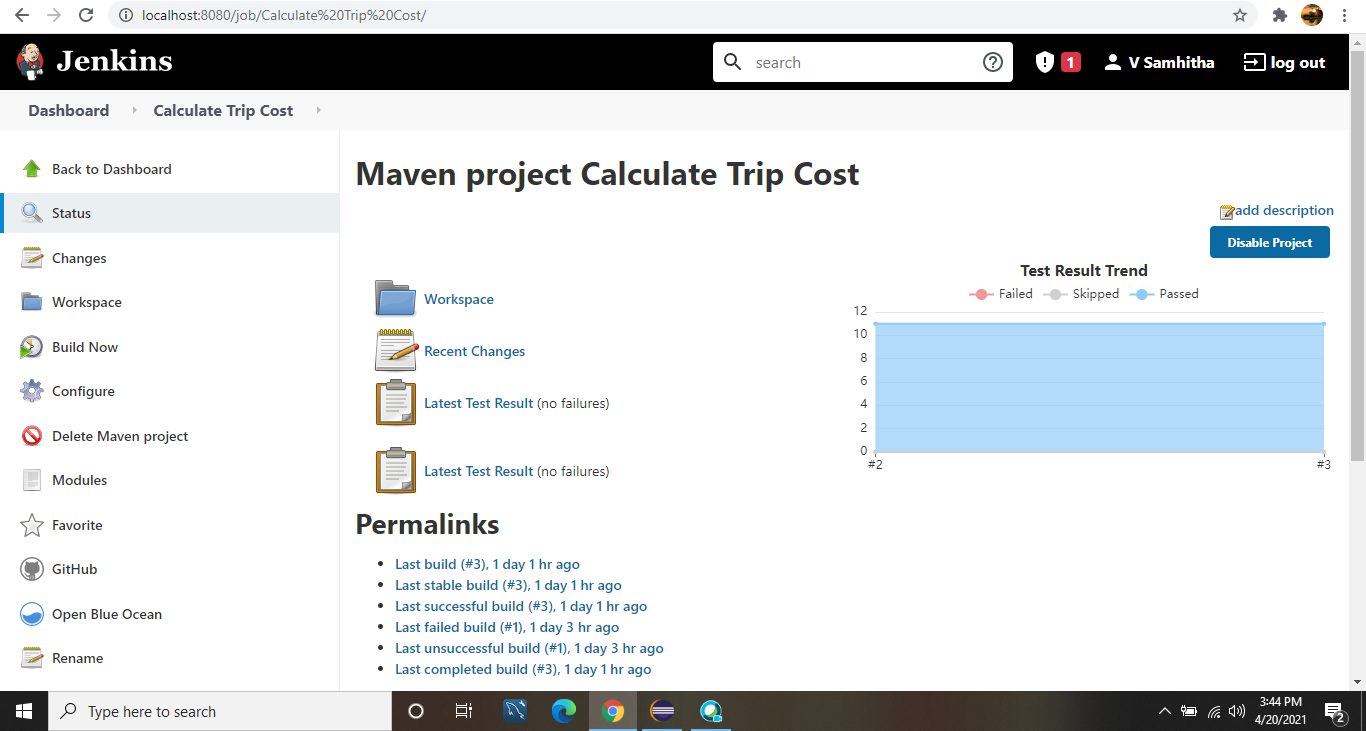 localhost:8080/job/Calculate%20Trip%20Cost/
Jenkins
search
1
V Samhitha
log out
Dashboard
Calculate Trip Cost
Back to Dashboard
Status
Changes
Workspace
Build Now
Configure
Delete Maven project
Modules
Favorite
GitHub
Open Blue Ocean
Rename
Maven project Calculate Trip Cost
add description
Disable Project
Workspace
Recent Changes
Latest Test Result (no failures)
Latest Test Result (no failures)
Test Result Trend
Failed Skipped Passed
12
10
8
6
4
2
0
#2 #3
Permalinks
Last build (#3), 1 day 1 hr ago
Last stable build (#3), 1 day 1 hr ago
Last successful build (#3), 1 day 1 hr ago
Last failed build (#1), 1 day 3 hr ago
Last unsuccessful build (#1), 1 day 3 hr ago
Last completed build (#3), 1 day 1 hr ago
Type here to search
3:44 PM
4/20/2021
2